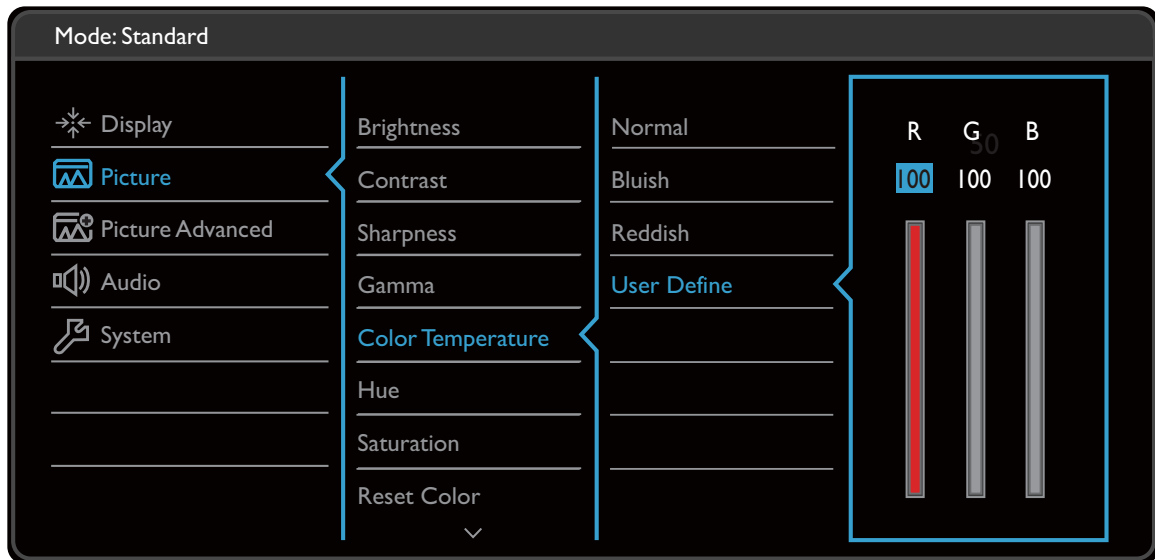 Mode: Standard
Display
Picture
Picture Advanced
Audio
System
Brightness
Contrast
Sharpness
Gamma
Color Temperature
Hue
Saturation
Reset Color
Normal
Bluish
Reddish
User Define
R G B
50
100 100 100